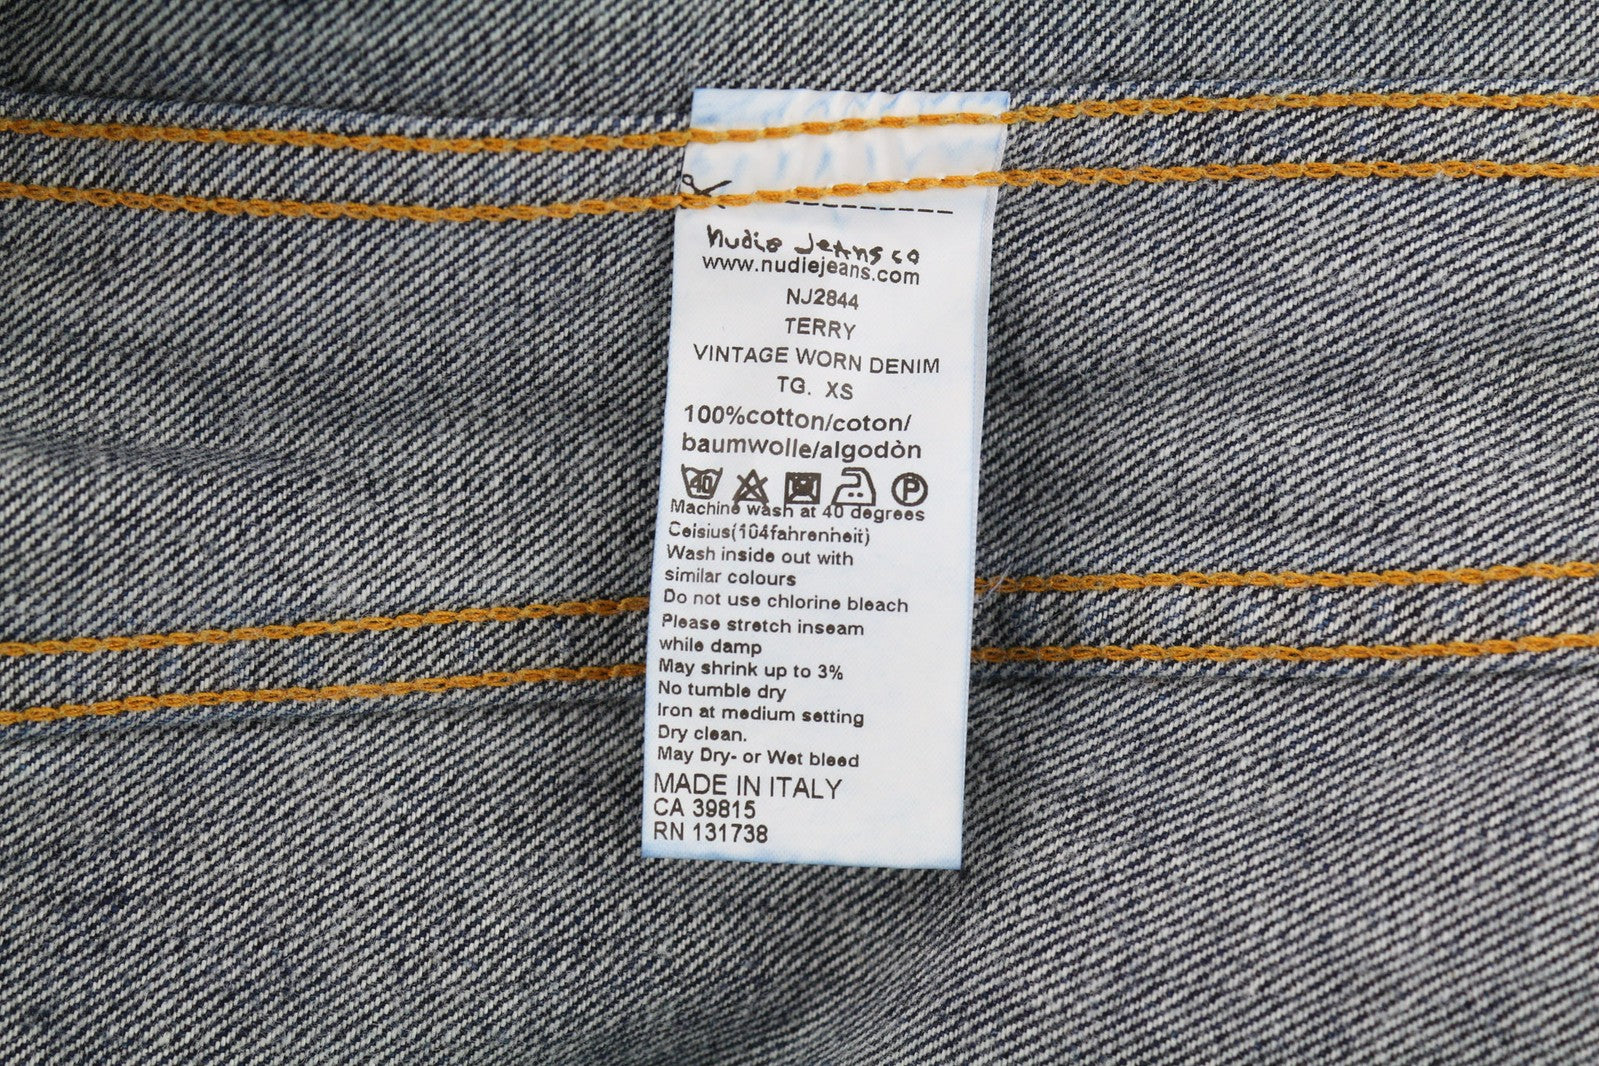 nudie jeans co
www.nudiejeans.com
NJ2844
TERRY
VINTAGE WORN DENIM
TG. XS
100%cotton/coton/
baumwolle/algodòn
40 P
Machine wash at 40 degrees
Celsius(104fahrenheit)
Wash inside out with
similar colours
Do not use chlorine bleach
Please stretch inseam
while damp
May shrink up to 3%
No tumble dry
Iron at medium setting
Dry clean.
May Dry- or Wet bleed
MADE IN ITALY
CA 39815
RN 131738